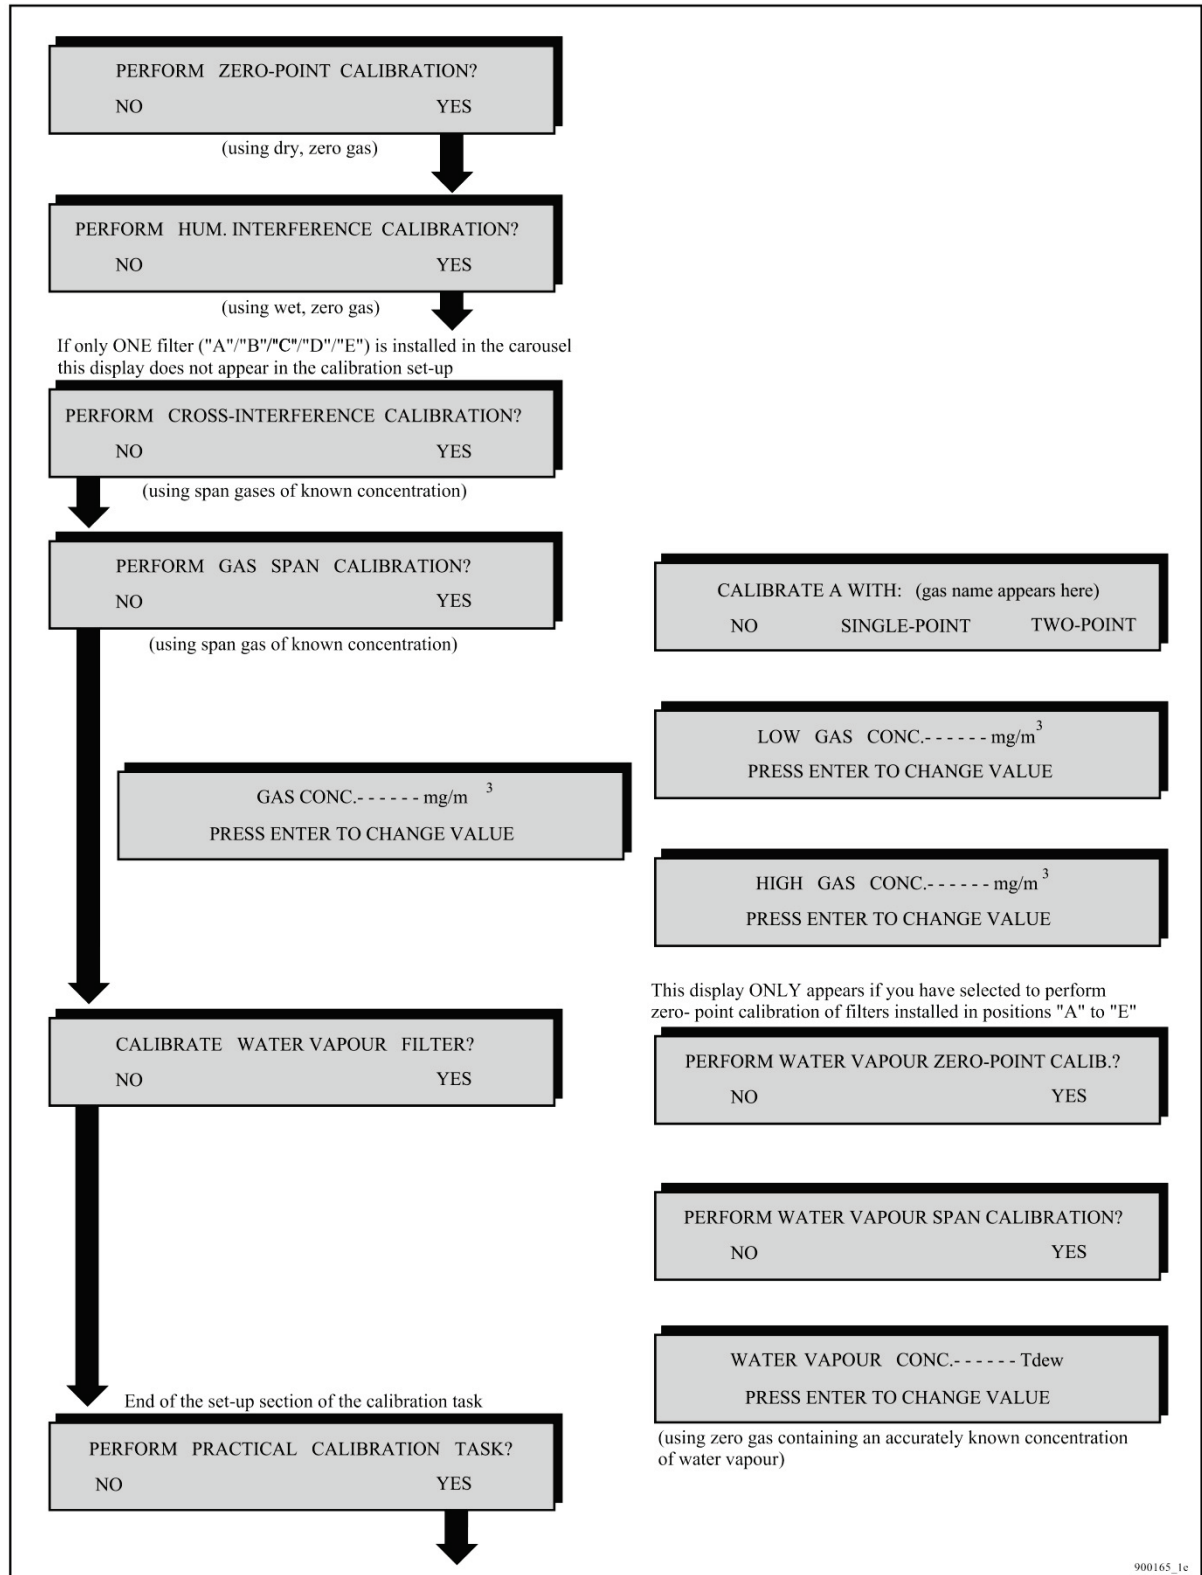 PERFORM ZERO-POINT CALIBRATION?
NO YES
(using dry, zero gas)
PERFORM HUM. INTERFERENCE CALIBRATION?
NO YES
(using wet, zero gas)
If only ONE filter ("A"/"B"/"C"/"D"/"E") is installed in the carousel
this display does not appear in the calibration set-up
PERFORM CROSS-INTERFERENCE CALIBRATION?
NO YES
(using span gases of known concentration)
PERFORM GAS SPAN CALIBRATION?
NO YES
(using span gas of known concentration)
CALIBRATE A WITH: (gas name appears here)
NO SINGLE-POINT TWO-POINT
LOW GAS CONC.- - - - - - mg/m³
PRESS ENTER TO CHANGE VALUE
GAS CONC.- - - - - - mg/m ³
PRESS ENTER TO CHANGE VALUE
HIGH GAS CONC.- - - - - - mg/m³
PRESS ENTER TO CHANGE VALUE
This display ONLY appears if you have selected to perform
zero- point calibration of filters installed in positions "A" to "E"
CALIBRATE WATER VAPOUR FILTER?
NO YES
PERFORM WATER VAPOUR ZERO-POINT CALIB.?
NO YES
PERFORM WATER VAPOUR SPAN CALIBRATION?
NO YES
WATER VAPOUR CONC.- - - - - - Tdew
PRESS ENTER TO CHANGE VALUE
(using zero gas containing an accurately known concentration
of water vapour)
End of the set-up section of the calibration task
PERFORM PRACTICAL CALIBRATION TASK?
NO YES
900165_1e